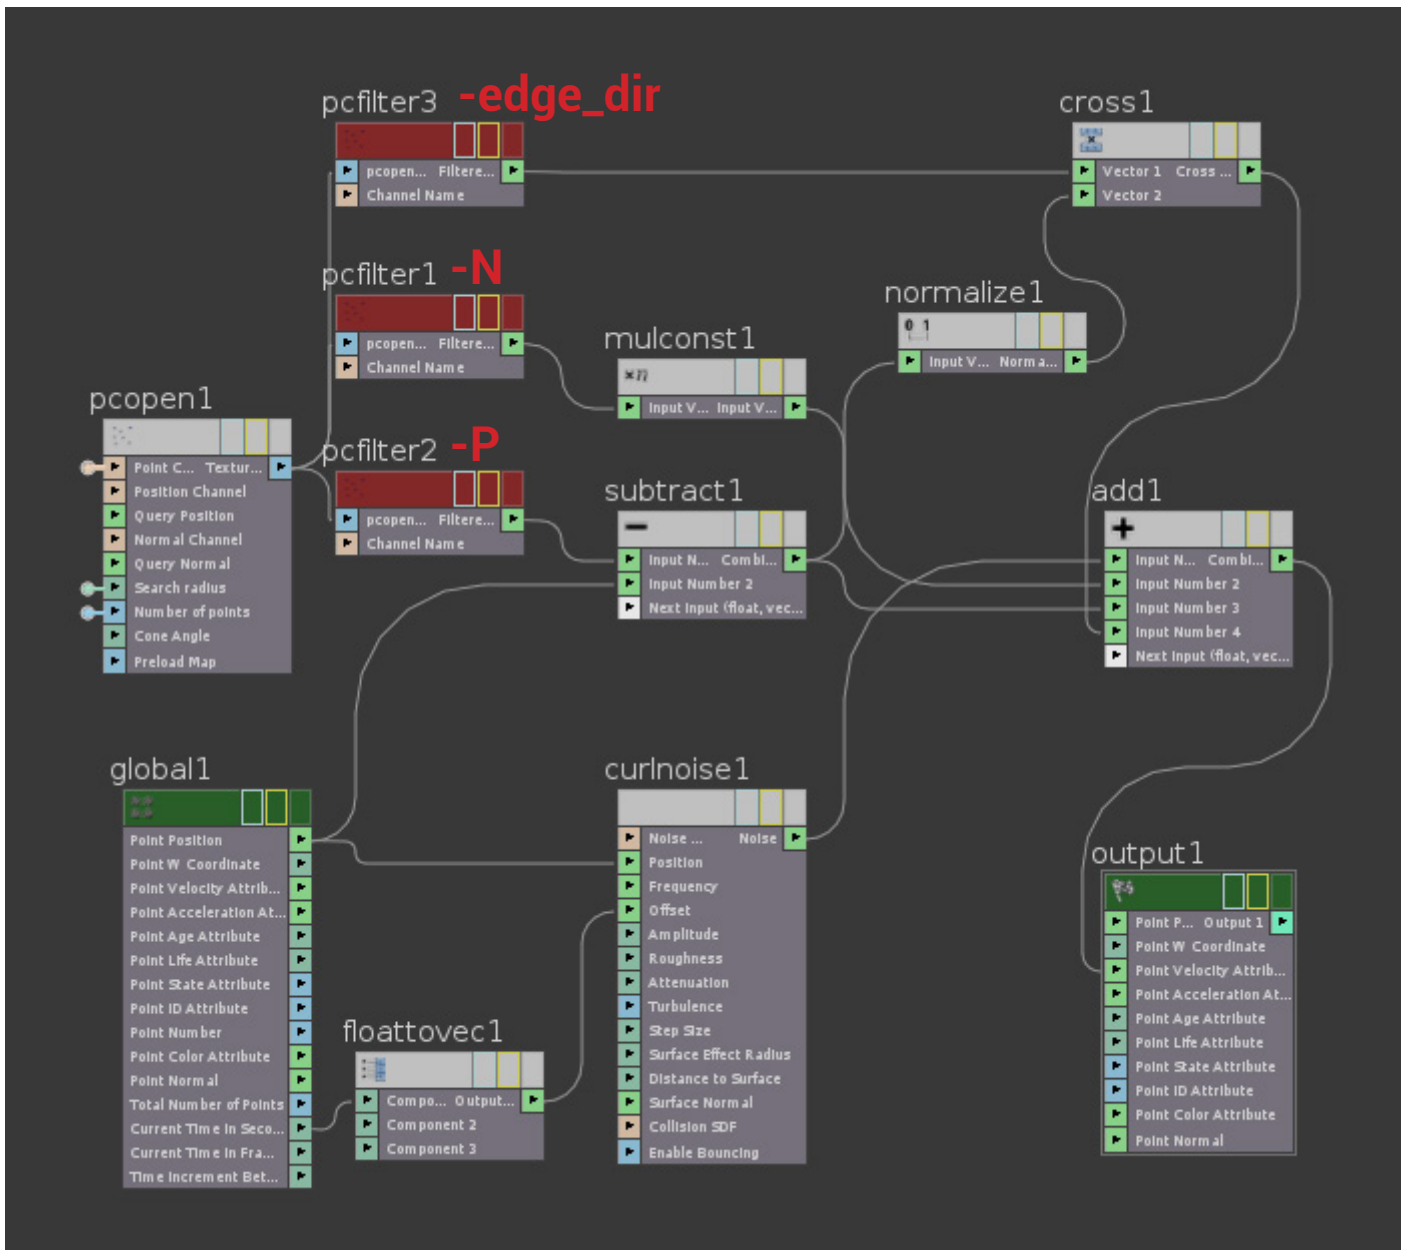 pcfilter3 -edge_dir
pcopen... Filtere...
Channel Name
cross1
Vector 1 Cross ...
Vector 2
pcfilter1 -N
pcopen... Filtere...
Channel Name
normalize1
Input V... Norma...
mulconst1
Input V... Input V...
pcopen1
Point C... Textur...
Position Channel
Query Position
Normal Channel
Query Normal
Search radius
Number of points
Cone Angle
Preload Map
pcfilter2 -P
pcopen... Filtere...
Channel Name
subtract1
Input N... Combi...
Input Number 2
Next Input (float, vec...
add1
Input N... Combi...
Input Number 2
Input Number 3
Input Number 4
Next Input (float, vec...
global1
Point Position
Point W Coordinate
Point Velocity Attrib...
Point Acceleration At...
Point Age Attribute
Point Life Attribute
Point State Attribute
Point ID Attribute
Point Number
Point Color Attribute
Point Normal
Total Number of Points
Current Time In Seco...
Current Time In Fra...
Time Increment Bet...
floattovec1
Compo... Output...
Component 2
Component 3
curlnoise1
Noise ... Noise
Position
Frequency
Offset
Amplitude
Roughness
Attenuation
Turbulence
Step Size
Surface Effect Radius
Distance to Surface
Surface Normal
Collision SDF
Enable Bouncing
output1
Point P... Output 1
Point W Coordinate
Point Velocity Attrib...
Point Acceleration At...
Point Age Attribute
Point Life Attribute
Point State Attribute
Point ID Attribute
Point Color Attribute
Point Normal